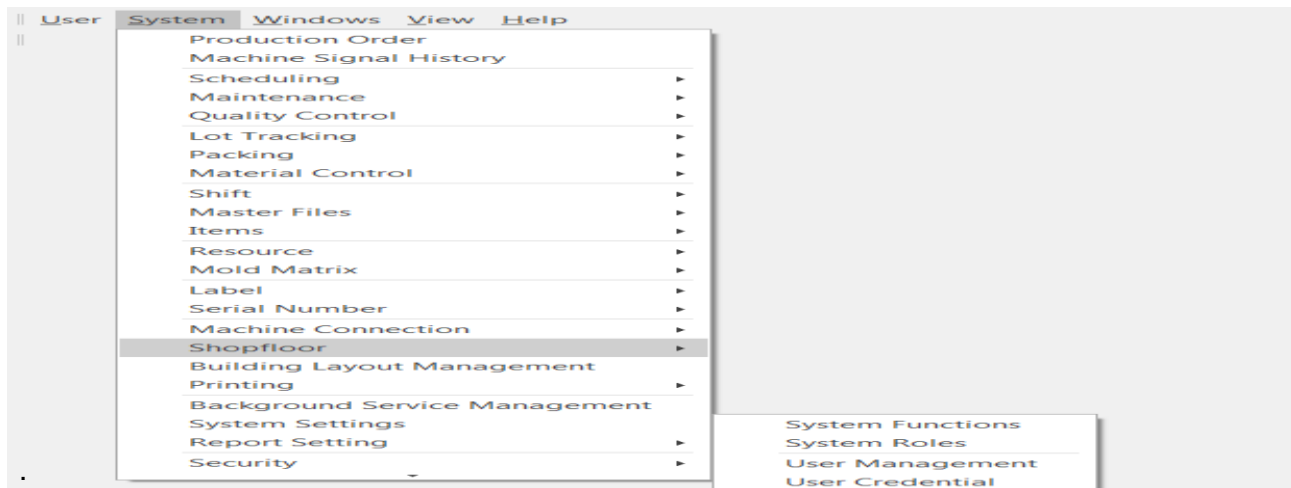 User System Windows View Help
Production Order
Machine Signal History
Scheduling
Maintenance
Quality Control
Lot Tracking
Packing
Material Control
Shift
Master Files
Items
Resource
Mold Matrix
Label
Serial Number
Machine Connection
Shopfloor
Building Layout Management
Printing
Background Service Management
System Settings
Report Setting
Security
System Functions
System Roles
User Management
User Credential
.